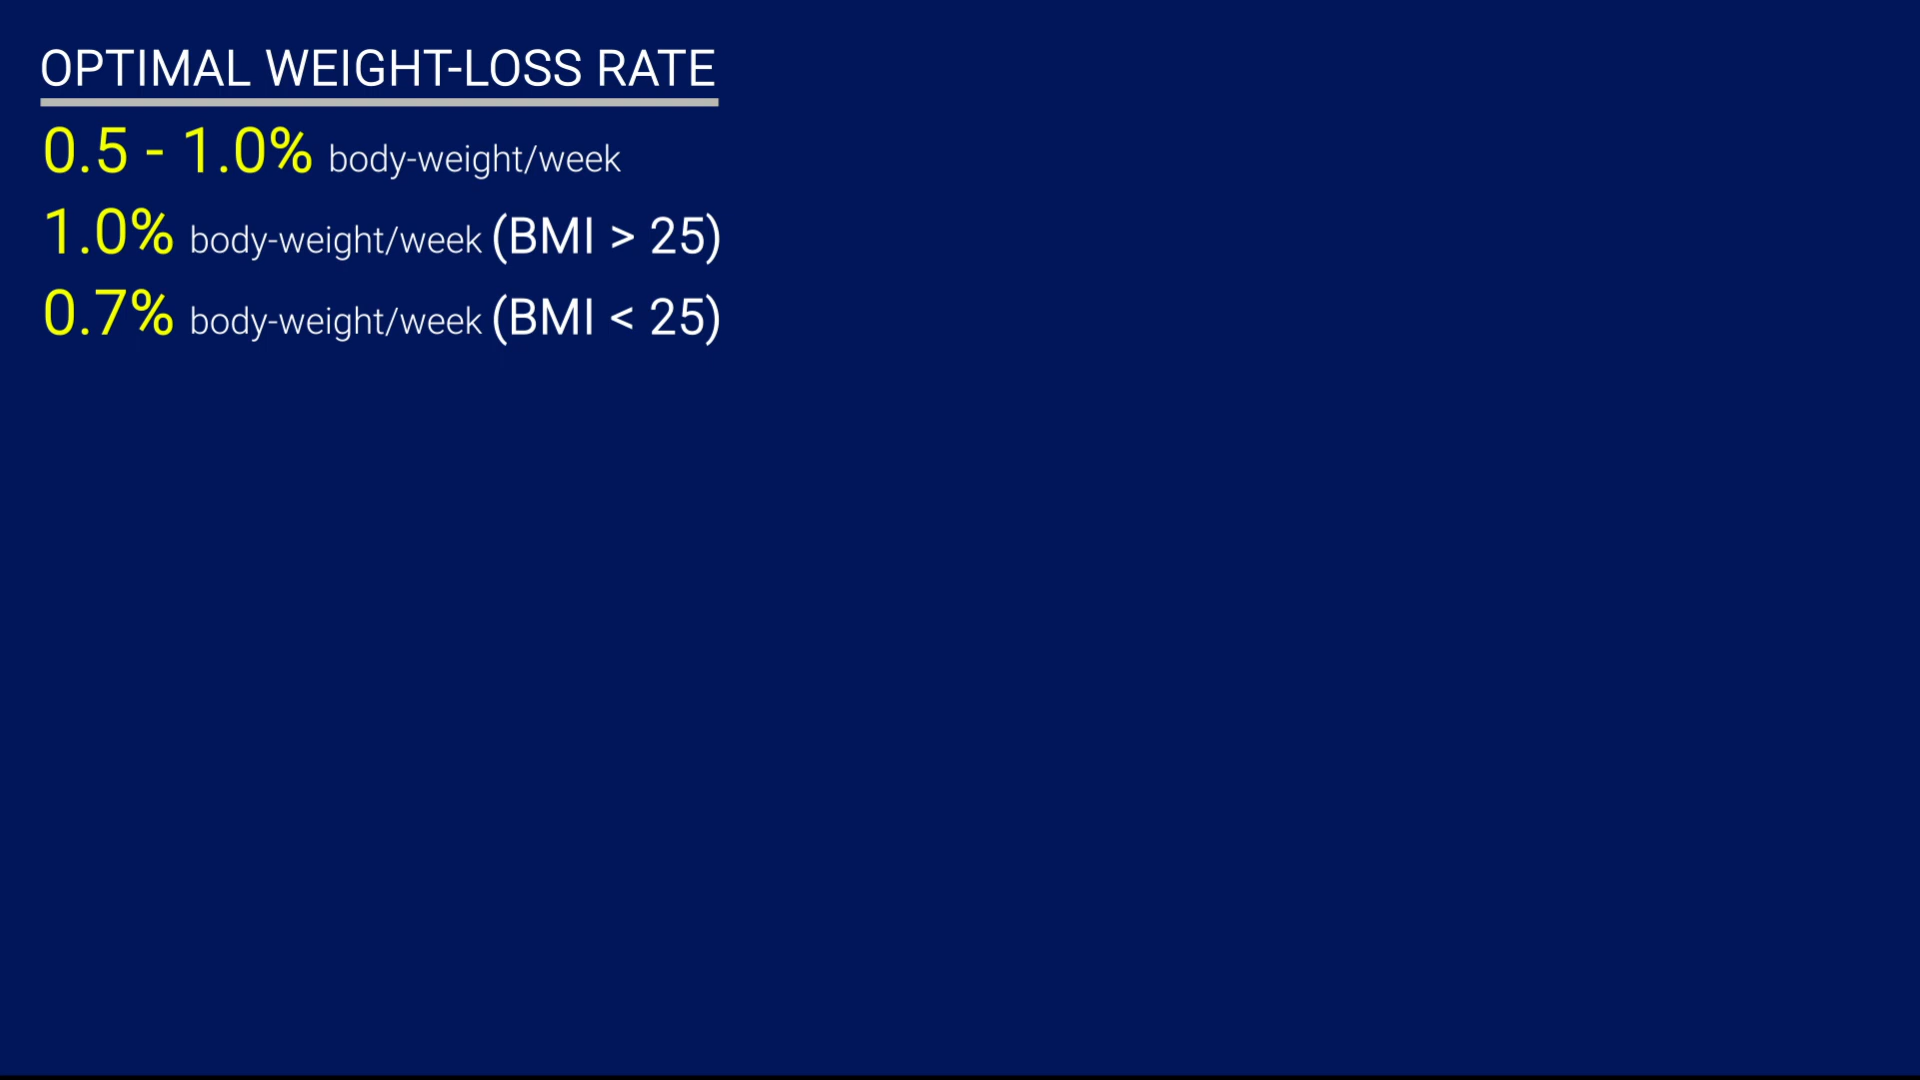 OPTIMAL WEIGHT-LOSS RATE
0.5 - 1.0% body-weight/week
1.0% body-weight/week (BMI > 25)
0.7% body-weight/week (BMI < 25)